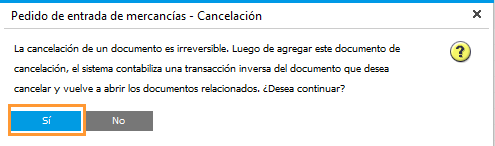 Pedido de entrada de mercancías - Cancelación
La cancelación de un documento es irreversible. Luego de agregar este documento de
cancelación, el sistema contabiliza una transacción inversa del documento que desea
cancelar y vuelve a abrir los documentos relacionados. ¿Desea continuar?
?
Sí
No